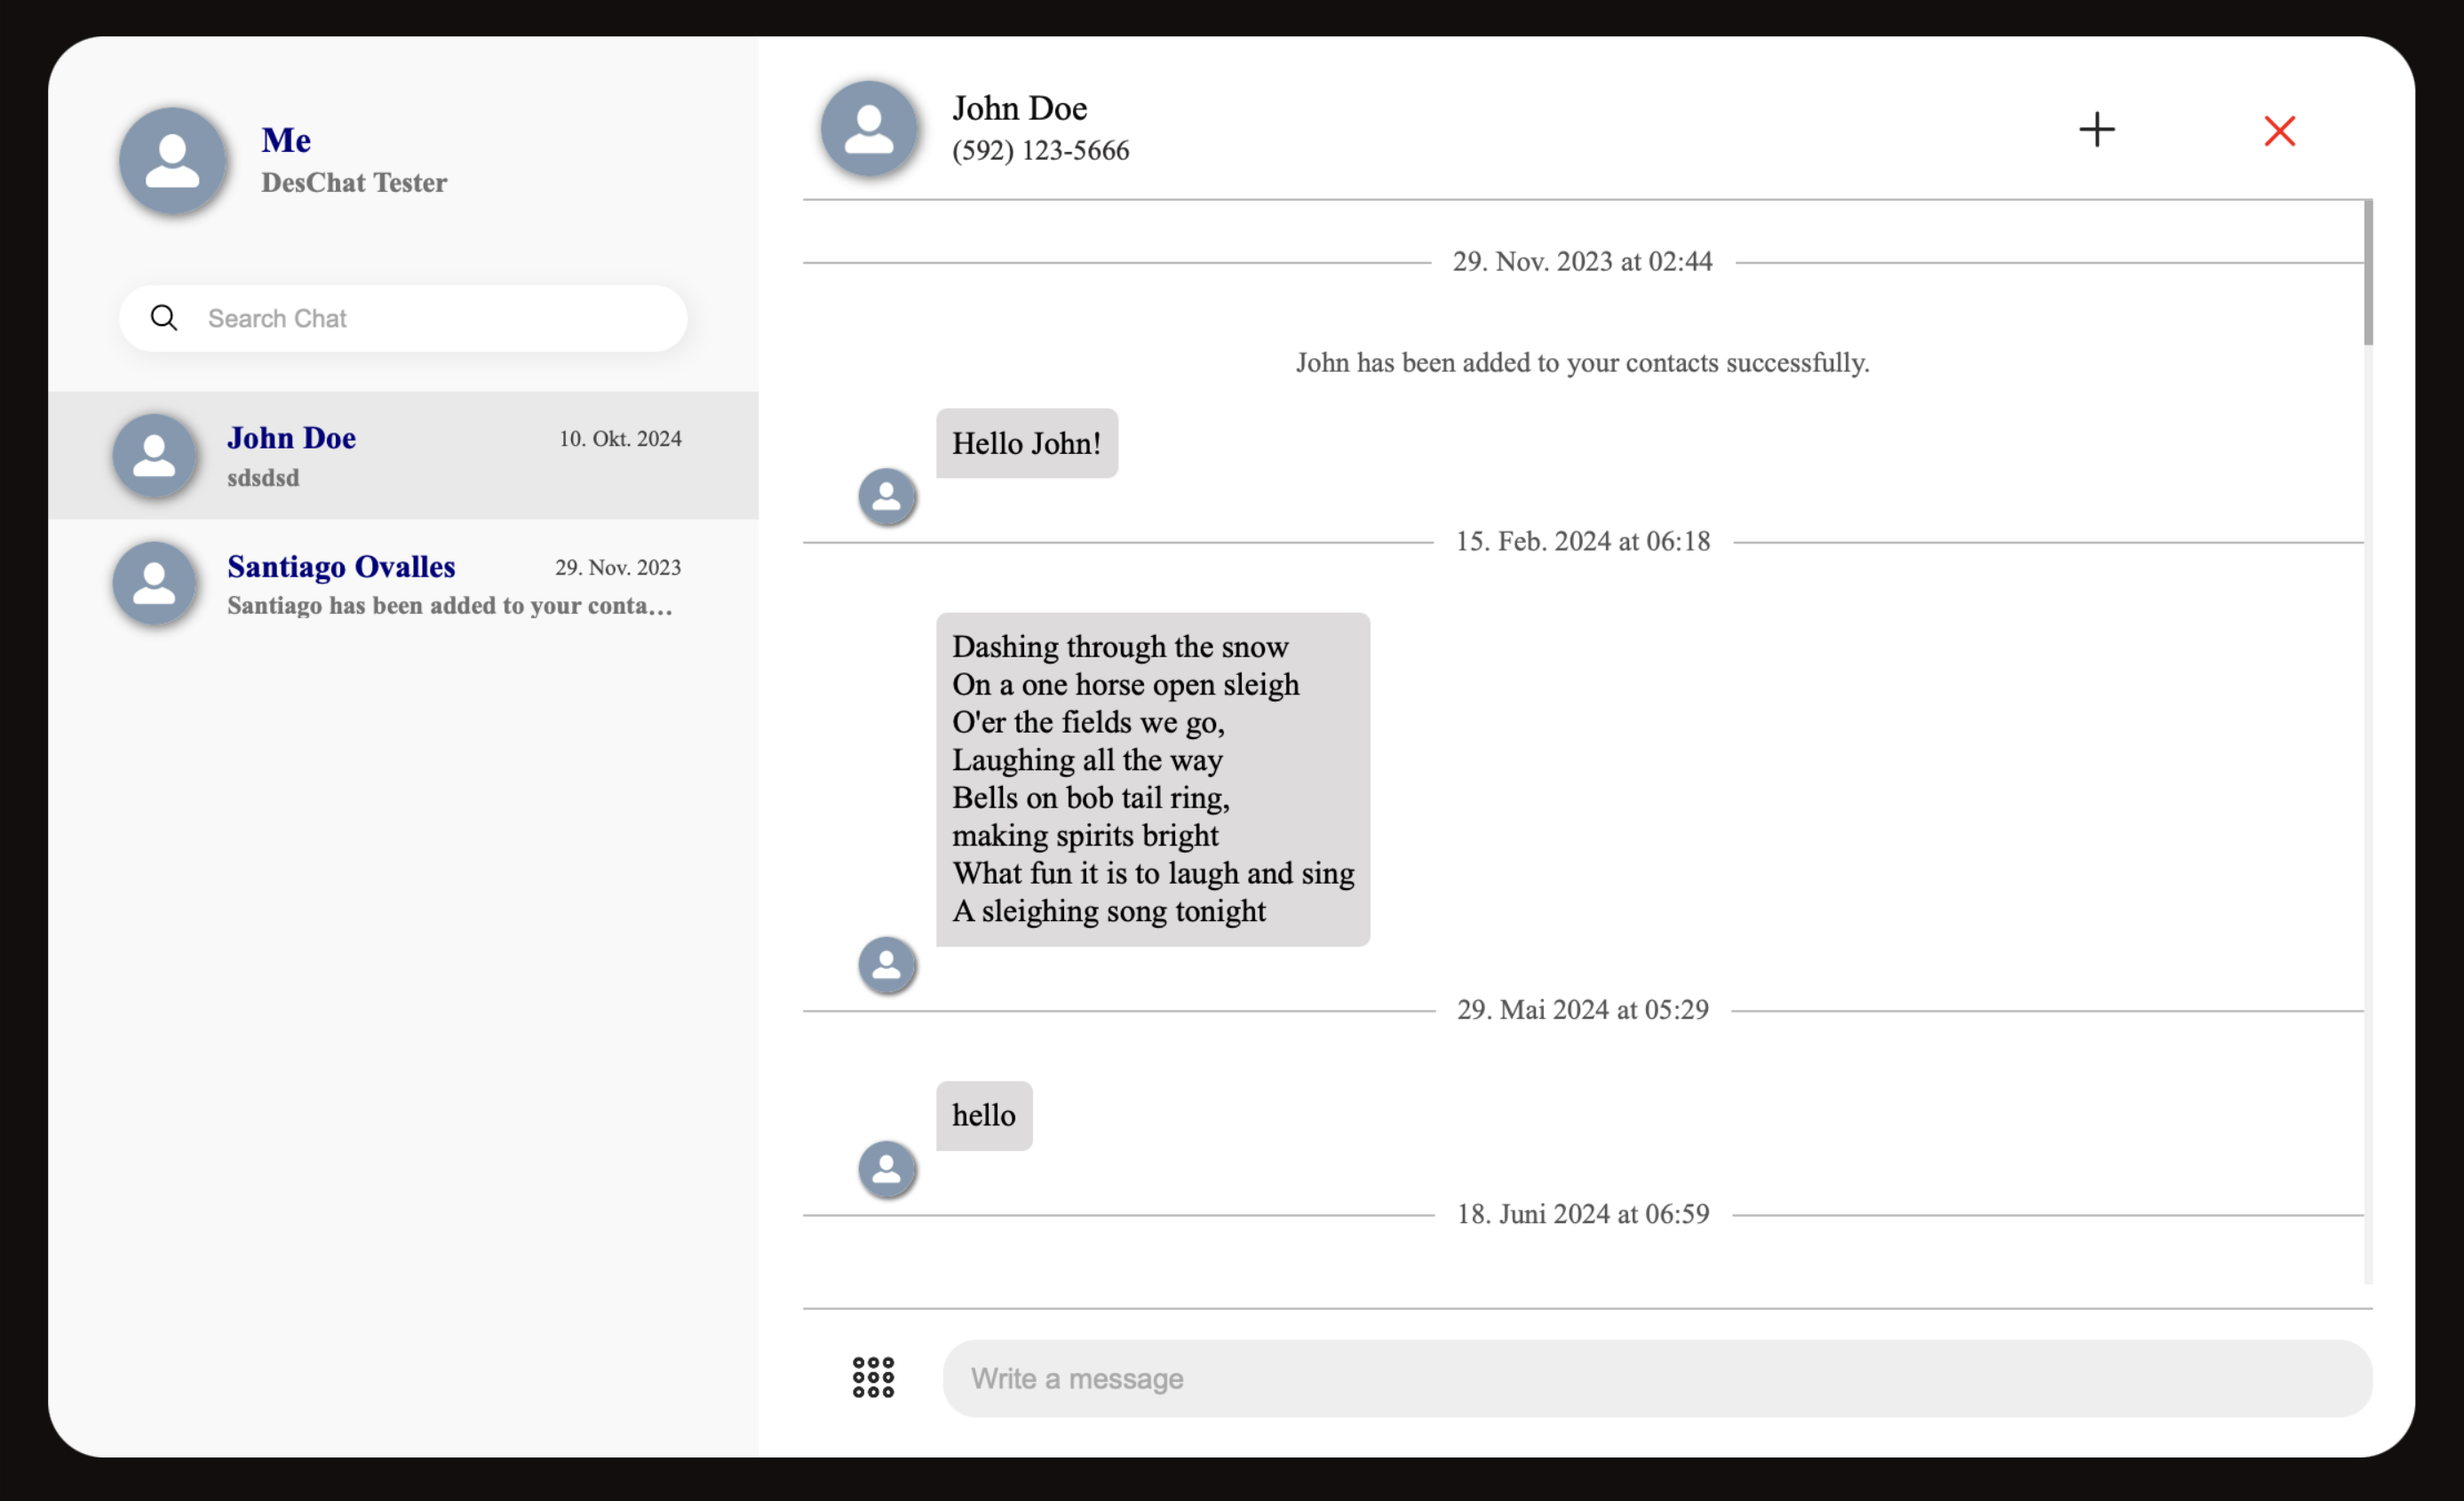 Me
DesChat Tester
Search Chat
John Doe
10. Okt. 2024
sdsdsd
Santiago Ovalles
29. Nov. 2023
Santiago has been added to your conta...
John Doe
(592) 123-5666
29. Nov. 2023 at 02:44
John has been added to your contacts successfully.
Hello John!
15. Feb. 2024 at 06:18
Dashing through the snow
On a one horse open sleigh
O'er the fields we go,
Laughing all the way
Bells on bob tail ring,
making spirits bright
What fun it is to laugh and sing
A sleighing song tonight
29. Mai 2024 at 05:29
hello
18. Juni 2024 at 06:59
Write a message